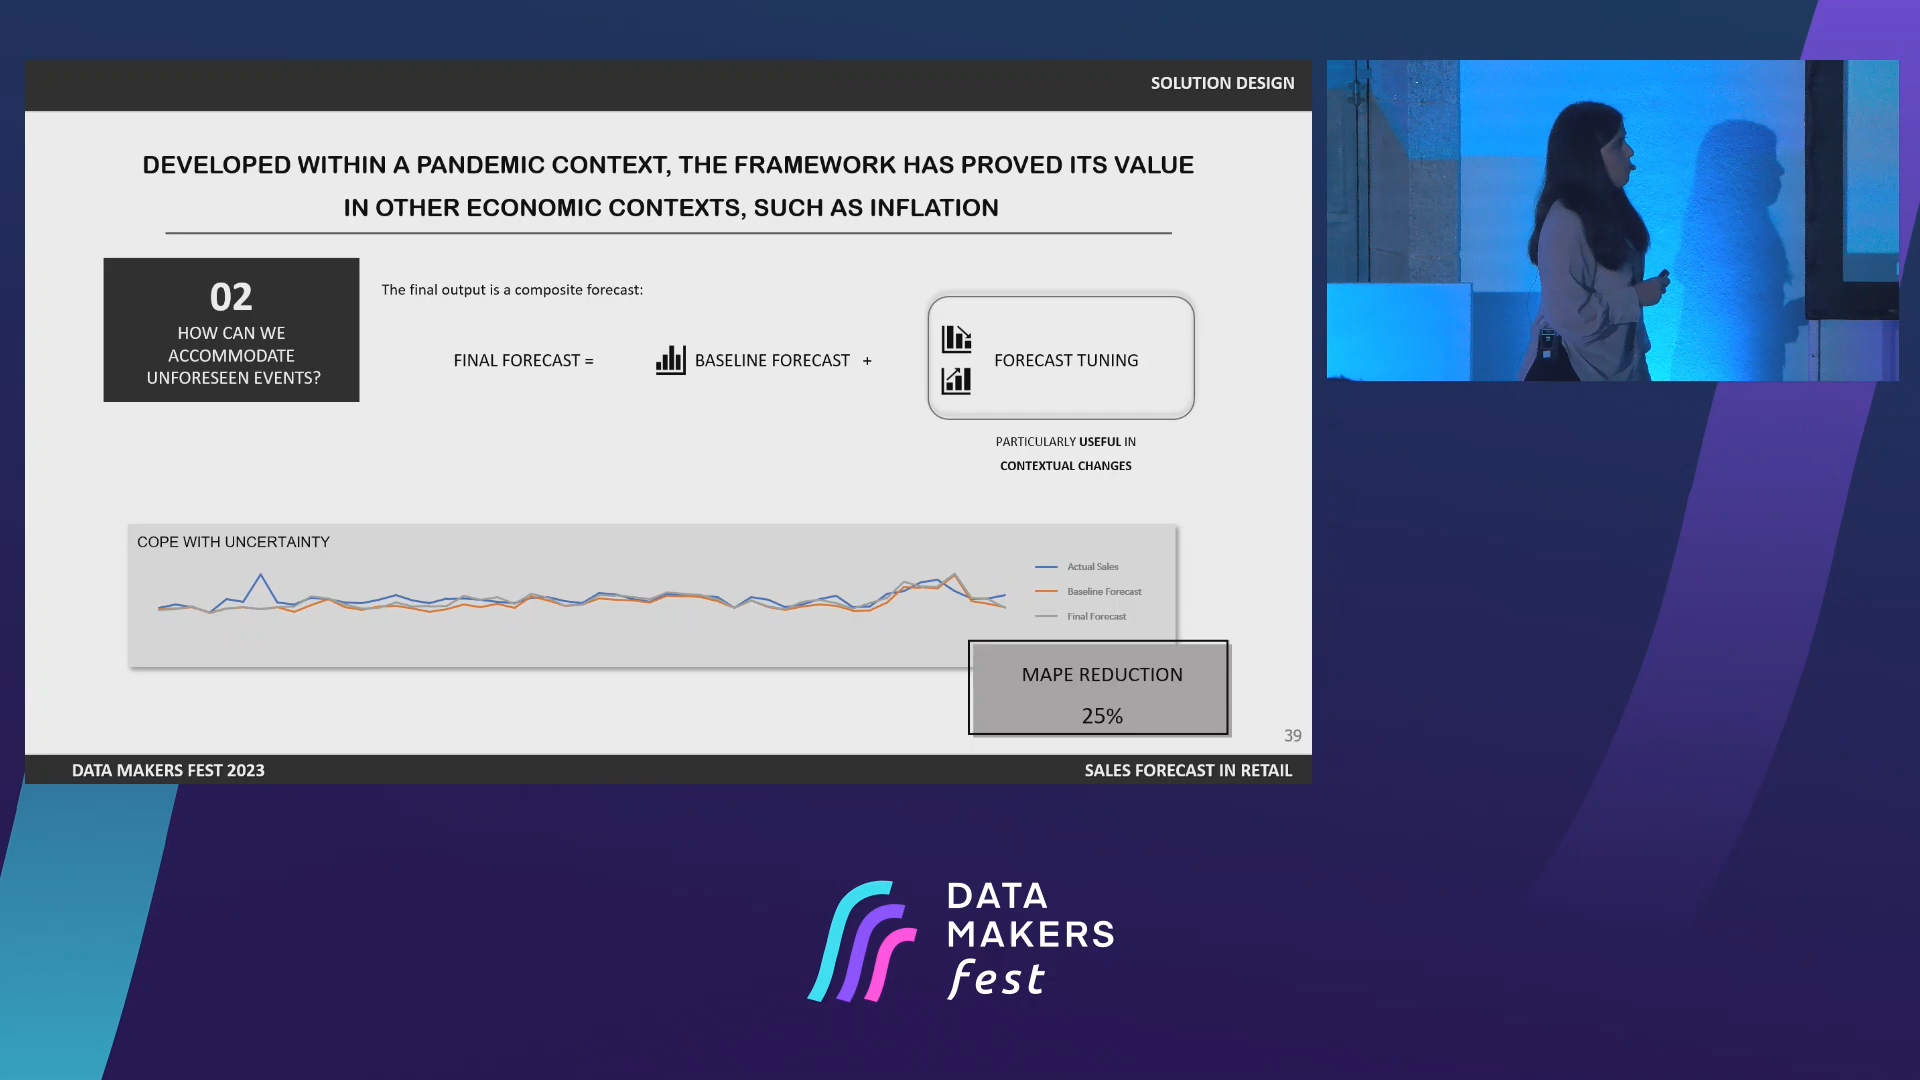 SOLUTION DESIGN
DEVELOPED WITHIN A PANDEMIC CONTEXT, THE FRAMEWORK HAS PROVED ITS VALUE
IN OTHER ECONOMIC CONTEXTS, SUCH AS INFLATION
02
HOW CAN WE
ACCOMMODATE
UNFORESEEN EVENTS?
The final output is a composite forecast:
FINAL FORECAST =
BASELINE FORECAST +
FORECAST TUNING
PARTICULARLY USEFUL IN
CONTEXTUAL CHANGES
COPE WITH UNCERTAINTY
Actual Sales
Baseline Forecast
Final Forecast
MAPE REDUCTION
25%
39
DATA MAKERS FEST 2023
SALES FORECAST IN RETAIL
DATA
MAKERS
fest